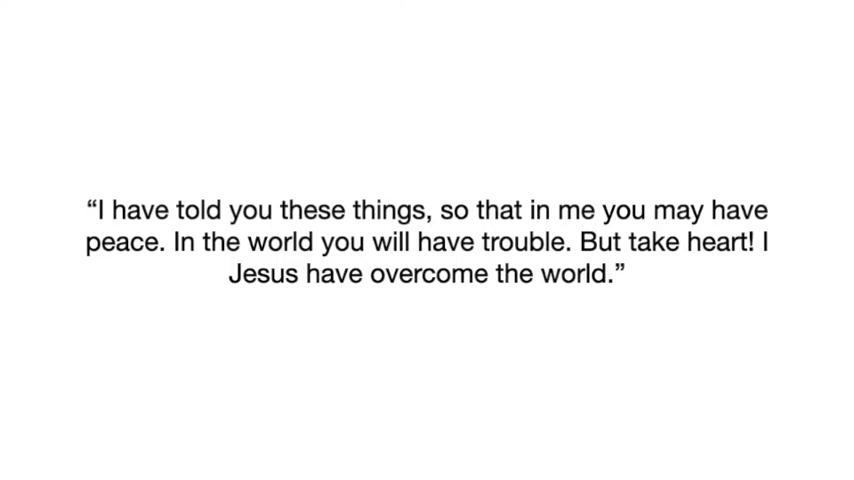 “I have told you these things, so that in me you may have
peace. In the world you will have trouble. But take heart! I
Jesus have overcome the world.”